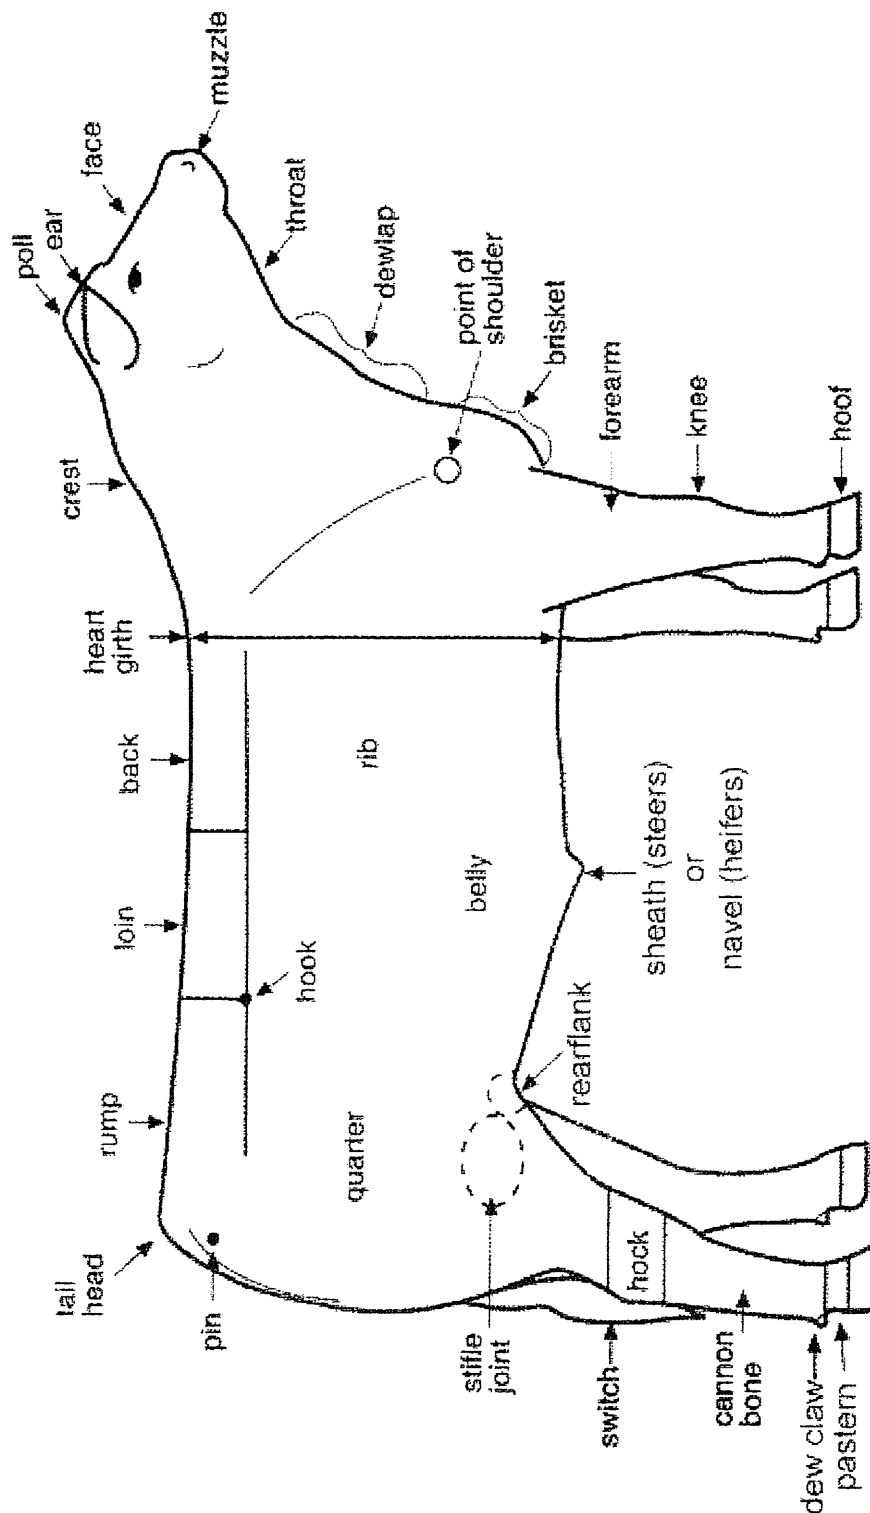 poll
ear
face
muzzle
throat
dewlap
point of
shoulder
brisket
forearm
knee
hoof
crest
heart
girth
back
loin
rump
tail
head
hook
pin
rib
belly
quarter
sheath (steers)
or
navel (heifers)
rearflank
stifle
joint
hock
switch
cannon
bone
dew claw
pastern